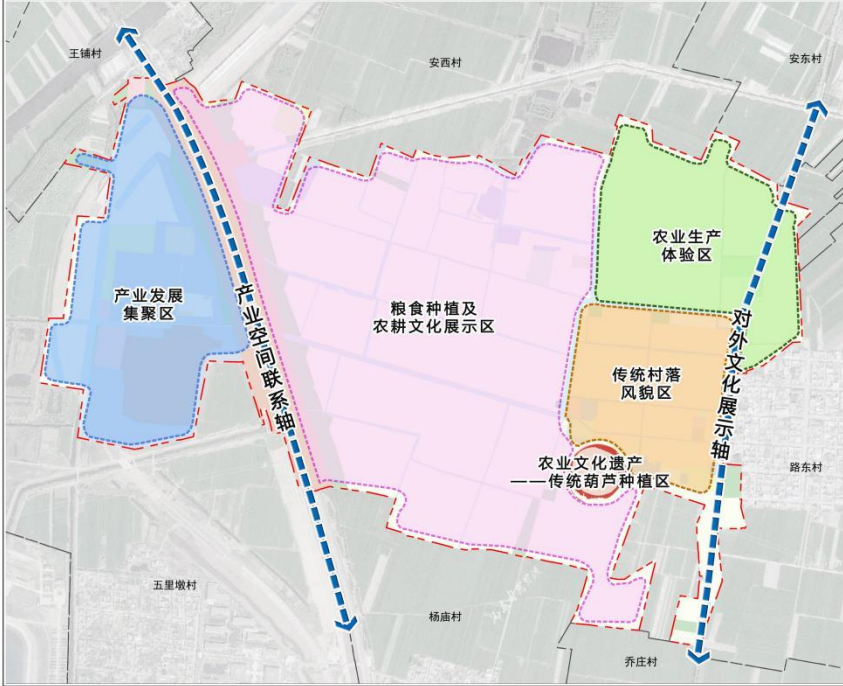 王铺村
安西村
安东村
农业生产
体验区
产业发展
集聚区
粮食种植及
农耕文化展示区
产业空间联系轴
对外文化展示轴
传统村落
风貌区
农业文化遗产
——传统葫芦种植区
路东村
五里墩村
杨庙村
乔庄村